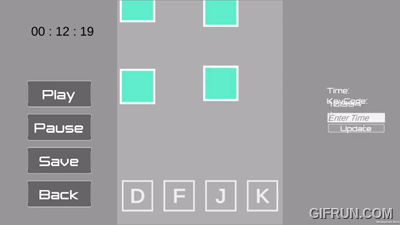 00 : 12 : 19
Play
Pause
Save
Back
Time:
KeyCode:
Enter Time
Update
D F J K
GIFRUN.COM